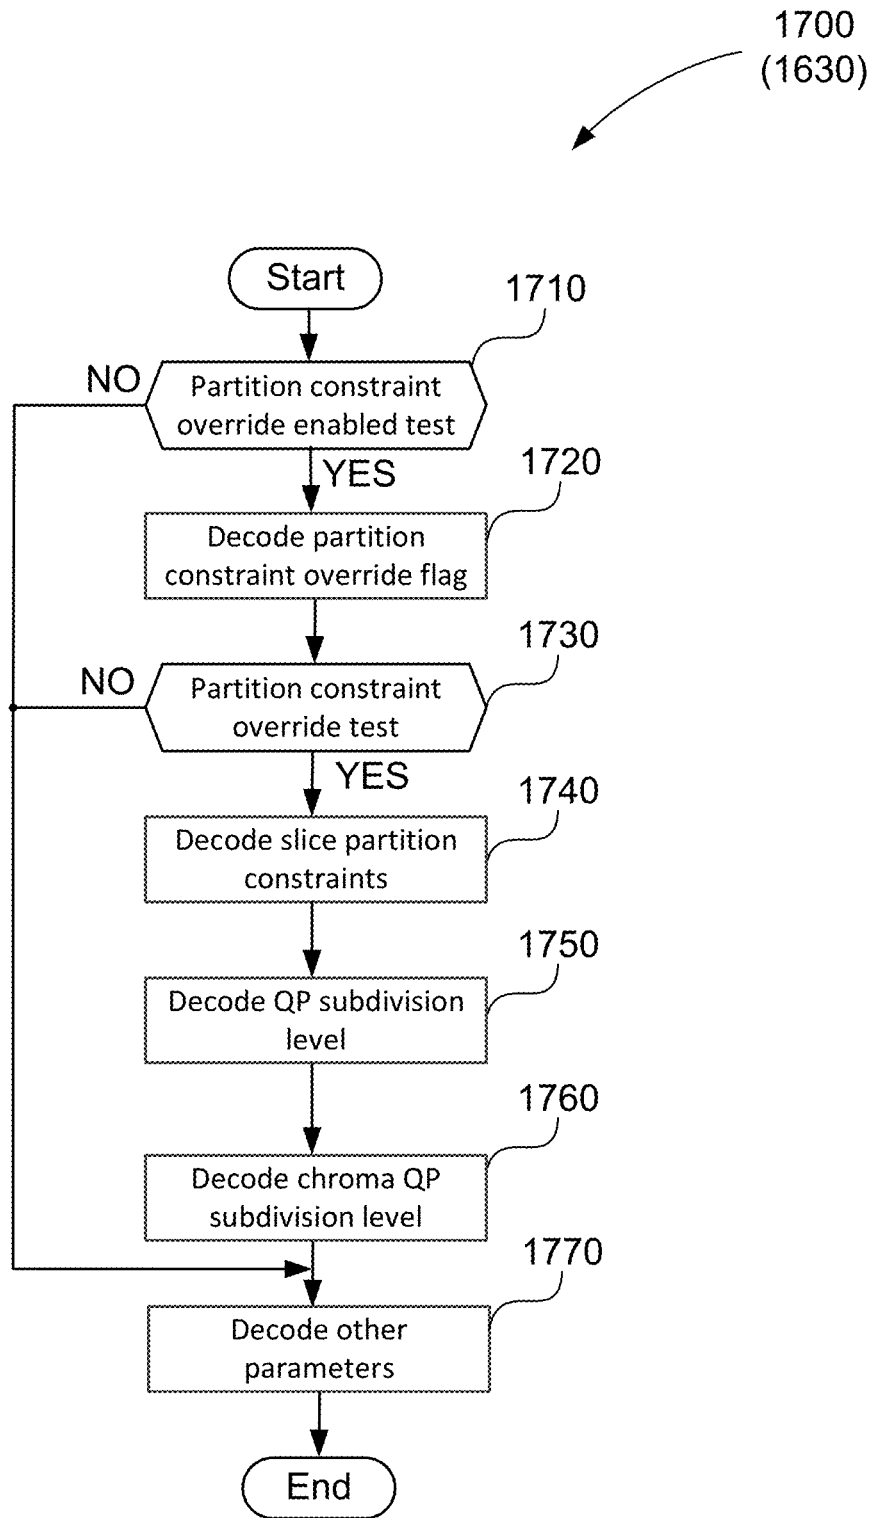 1700
(1630)
Start
1710
NO
Partition constraint
override enabled test
YES
1720
Decode partition
constraint override flag
1730
NO
Partition constraint
override test
YES
1740
Decode slice partition
constraints
1750
Decode QP subdivision
level
1760
Decode chroma QP
subdivision level
1770
Decode other
parameters
End